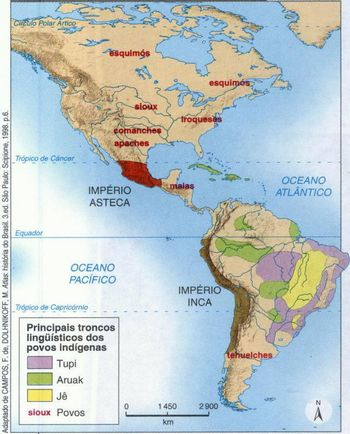 Círculo Polar Ártico
esquimós
esquimós
sioux
iroqueses
comanches
apaches
Trópico de Câncer
maias
OCEANO
ATLÂNTICO
IMPÉRIO
ASTECA
Equador
OCEANO
PACÍFICO
IMPÉRIO
INCA
Trópico de Capricórnio
tehuelches
Principais troncos
lingüísticos dos
povos indígenas
Tupi
Aruak
Jê
sioux Povos
0 1 450 2 900
km
N
Adaptado de CAMPOS, F. de, DOLHNIKOFF, M. Atlas: história do Brasil. 3.ed. São Paulo: Scipione, 1998. p.6.